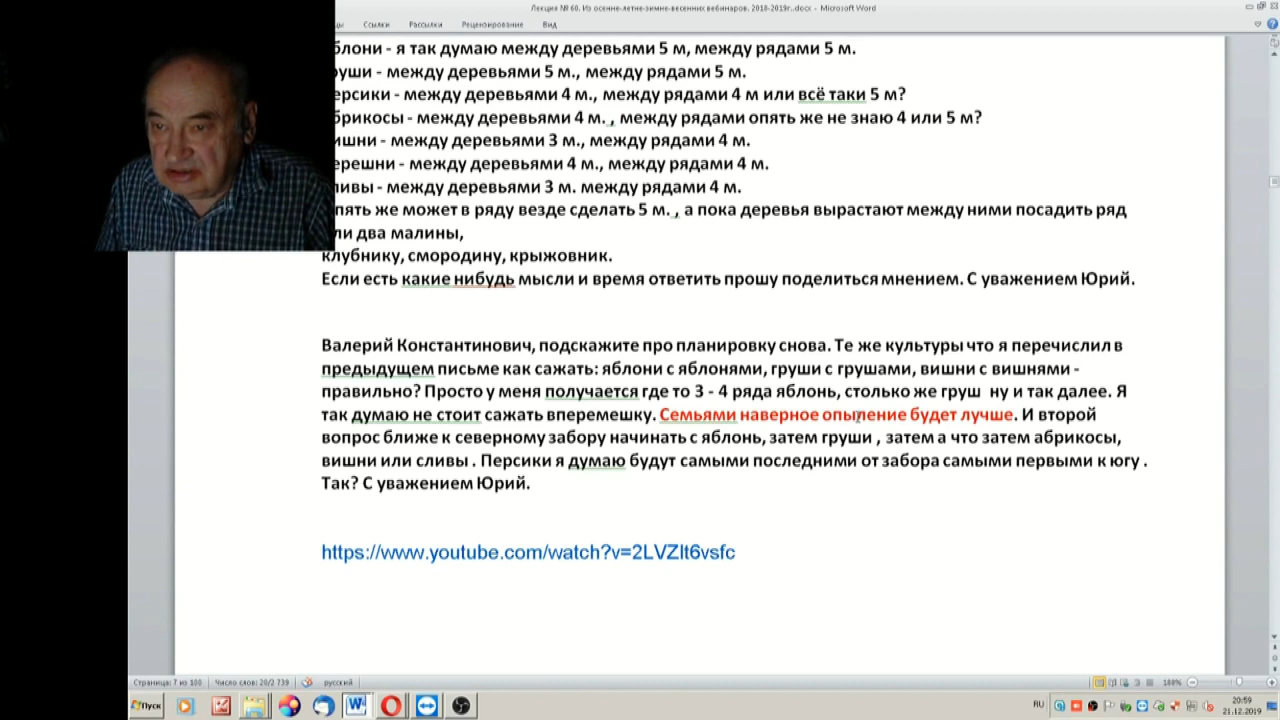 Лекция № 60. Из осенне-летне-зимне-весенних вебинаров. 2018-2019г..docx - Microsoft Word
Ссылки Рассылки Рецензирование Вид
блони - я так думаю между деревьями 5 м, между рядами 5 м.
руши - между деревьями 5 м., между рядами 5 м.
ерсики - между деревьями 4 м., между рядами 4 м или всё таки 5 м?
брикосы - между деревьями 4 м. , между рядами опять же не знаю 4 или 5 м?
ишни - между деревьями 3 м., между рядами 4 м.
ерешни - между деревьями 4 м., между рядами 4 м.
ливы - между деревьями 3 м. между рядами 4 м.
пять же может в ряду везде сделать 5 м. , а пока деревья вырастают между ними посадить ряд
ли два малины,
клубнику, смородину, крыжовник.
Если есть какие нибудь мысли и время ответить прошу поделиться мнением. С уважением Юрий.
Валерий Константинович, подскажите про планировку снова. Те же культуры что я перечислил в
предыдущем письме как сажать: яблони с яблонями, груши с грушами, вишни с вишнями -
правильно? Просто у меня получается где то 3 - 4 ряда яблонь, столько же груш ну и так далее. Я
так думаю не стоит сажать вперемешку. Семьями наверное опыление будет лучше. И второй
вопрос ближе к северному забору начинать с яблонь, затем груши , затем а что затем абрикосы,
вишни или сливы . Персики я думаю будут самыми последними от забора самыми первыми к югу .
Так? С уважением Юрий.
https://www.youtube.com/watch?v=2LVZlt6vsfc
Страница: 7 из 100 Число слов: 20/2 739 русский 100%
Пуск RU 20:59
21.12.2019